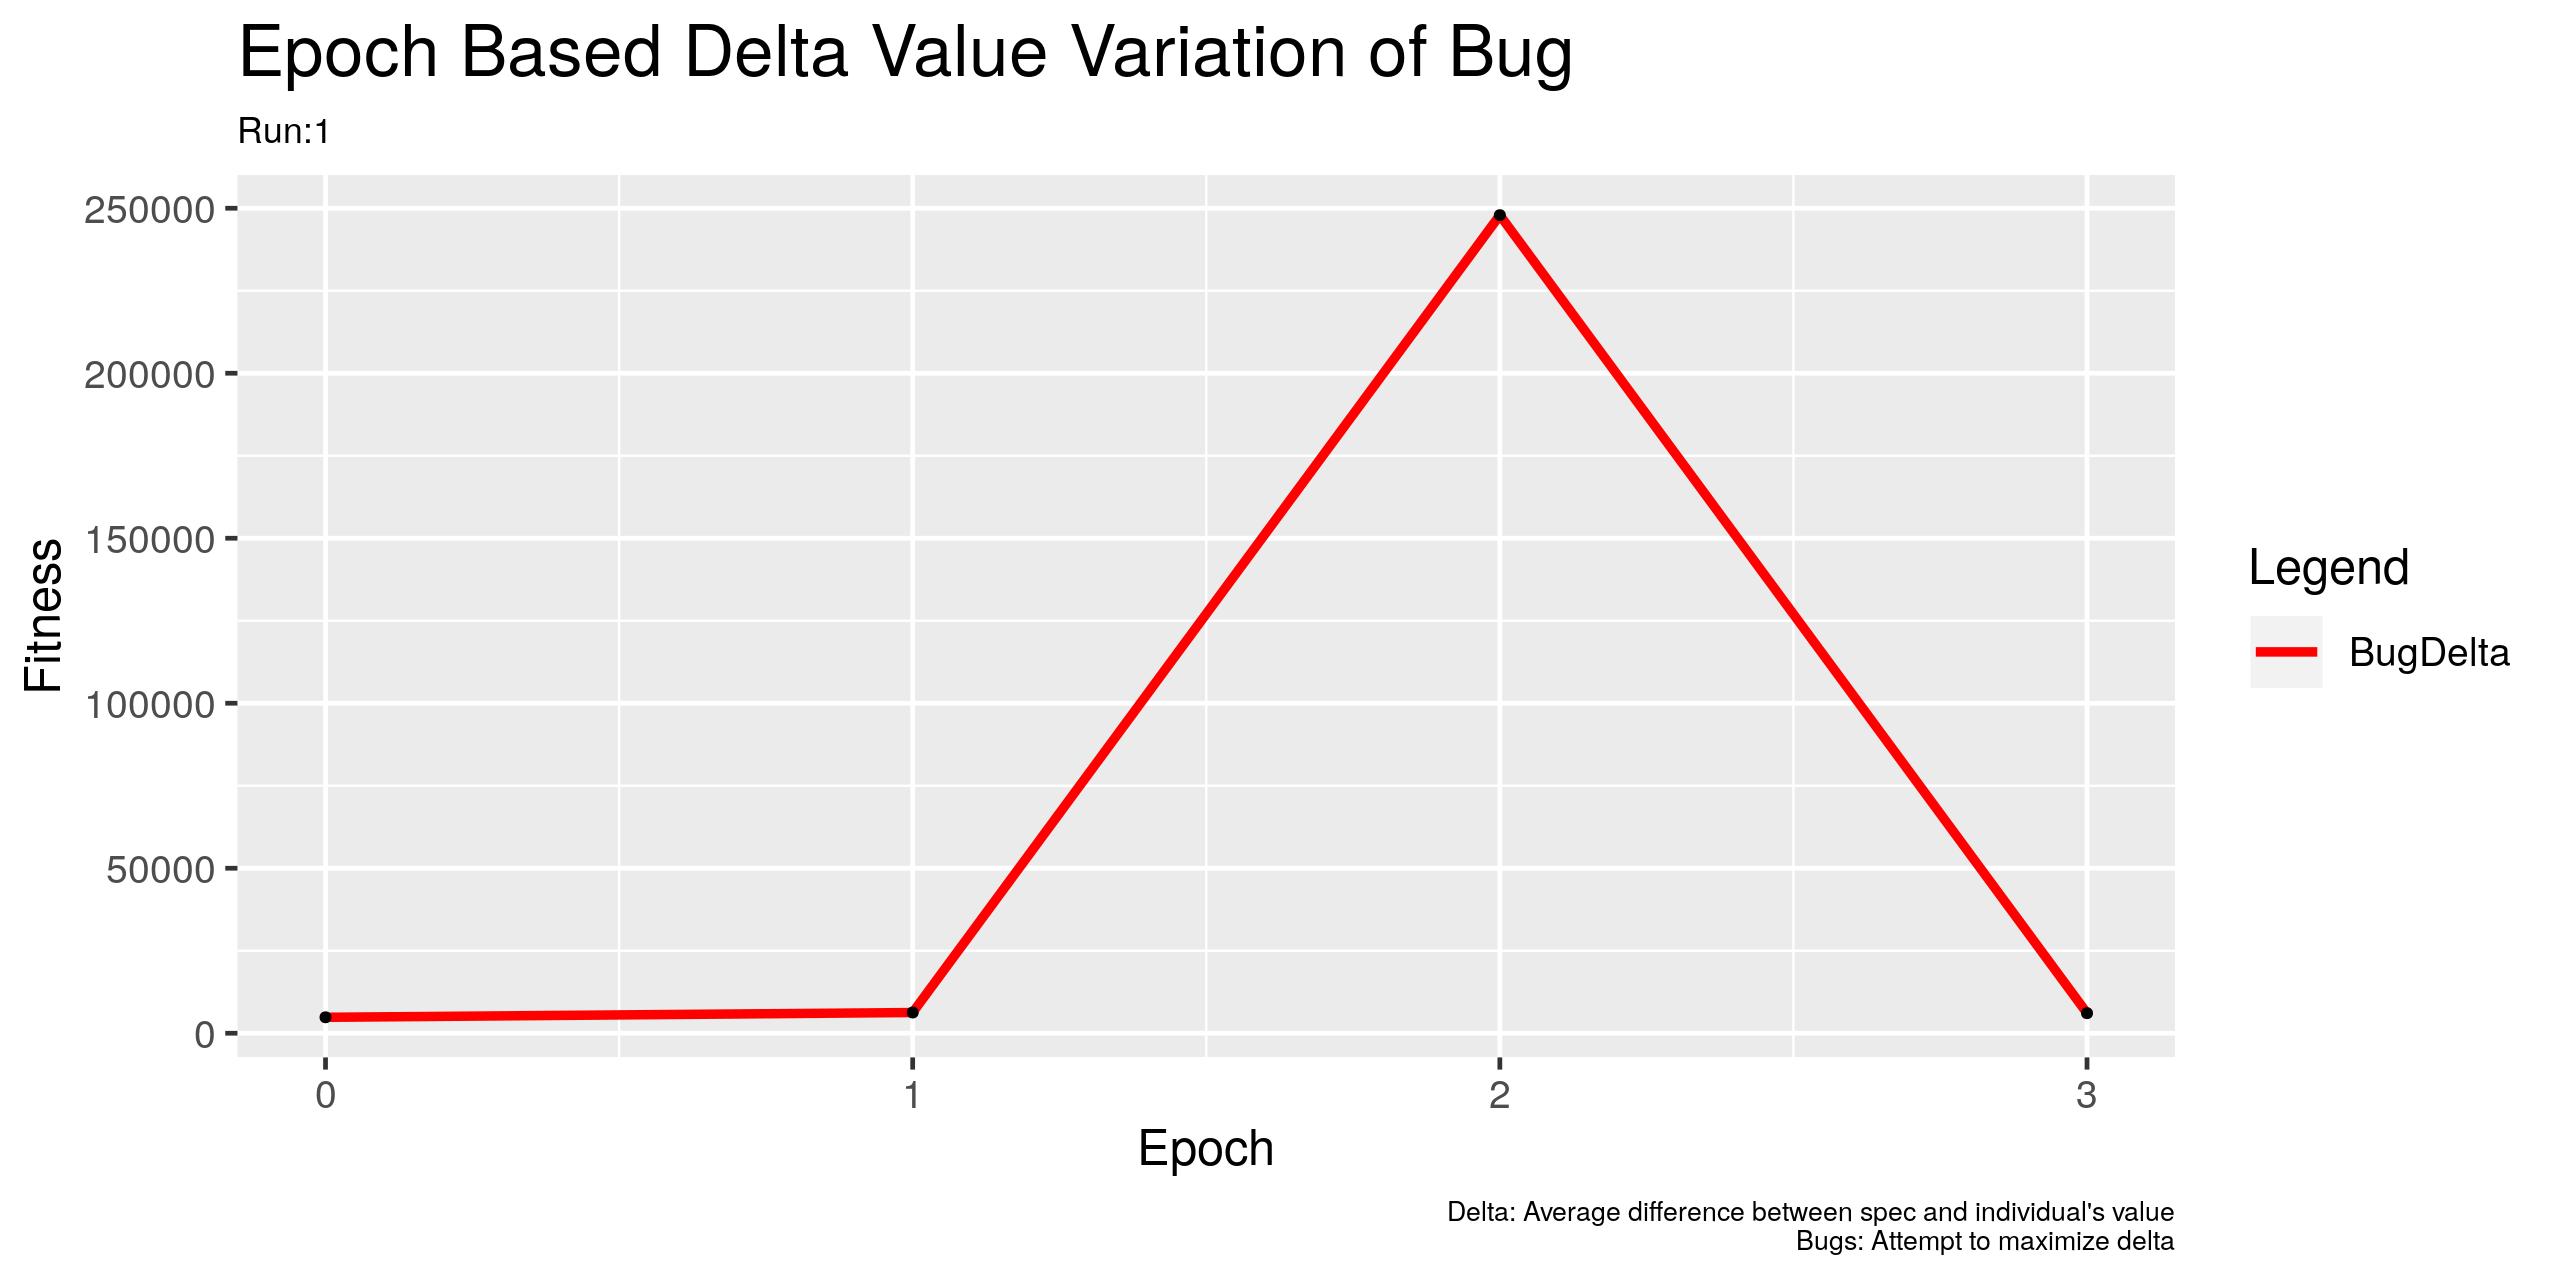 Epoch Based Delta Value Variation of Bug
Run:1
250000
200000
150000
100000
50000
0
Fitness
0 1 2 3
Epoch
Legend
BugDelta
Delta: Average difference between spec and individual's value
Bugs: Attempt to maximize delta